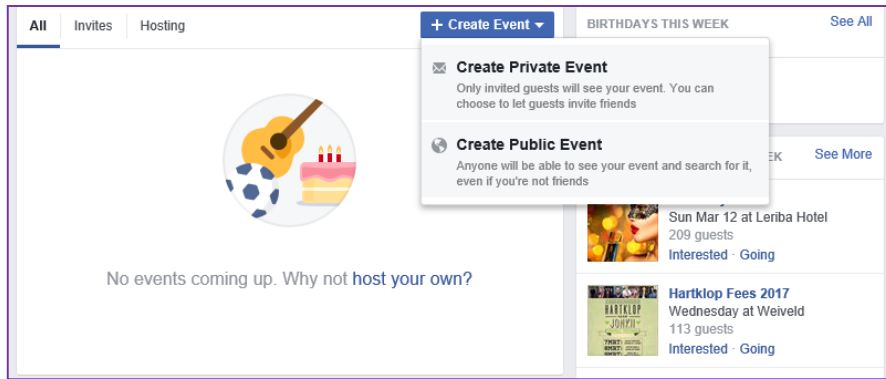 All Invites Hosting
+ Create Event
Create Private Event
Only invited guests will see your event. You can
choose to let guests invite friends
Create Public Event
Anyone will be able to see your event and search for it,
even if you're not friends
No events coming up. Why not host your own?
BIRTHDAYS THIS WEEK See All
EK See More
Sun Mar 12 at Leriba Hotel
209 guests
Interested · Going
Hartklop Fees 2017
Wednesday at Weiveld
113 guests
Interested · Going
HARTKLOP